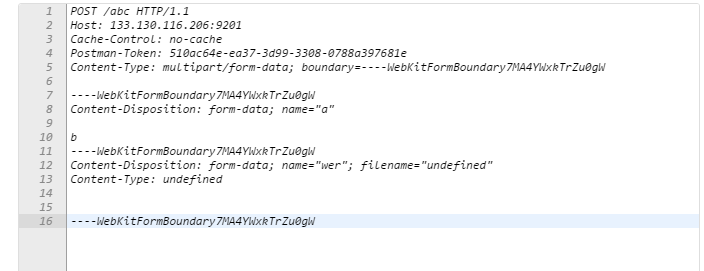 1 POST /abc HTTP/1.1
2 Host: 133.130.116.206:9201
3 Cache-Control: no-cache
4 Postman-Token: 510ac64e-ea37-3d99-3308-0788a397681e
5 Content-Type: multipart/form-data; boundary=----WebKitFormBoundary7MA4YWxkTrZu0gW
6
7 ----WebKitFormBoundary7MA4YWxkTrZu0gW
8 Content-Disposition: form-data; name="a"
9
10 b
11 ----WebKitFormBoundary7MA4YWxkTrZu0gW
12 Content-Disposition: form-data; name="wer"; filename="undefined"
13 Content-Type: undefined
14
15
16 ----WebKitFormBoundary7MA4YWxkTrZu0gW